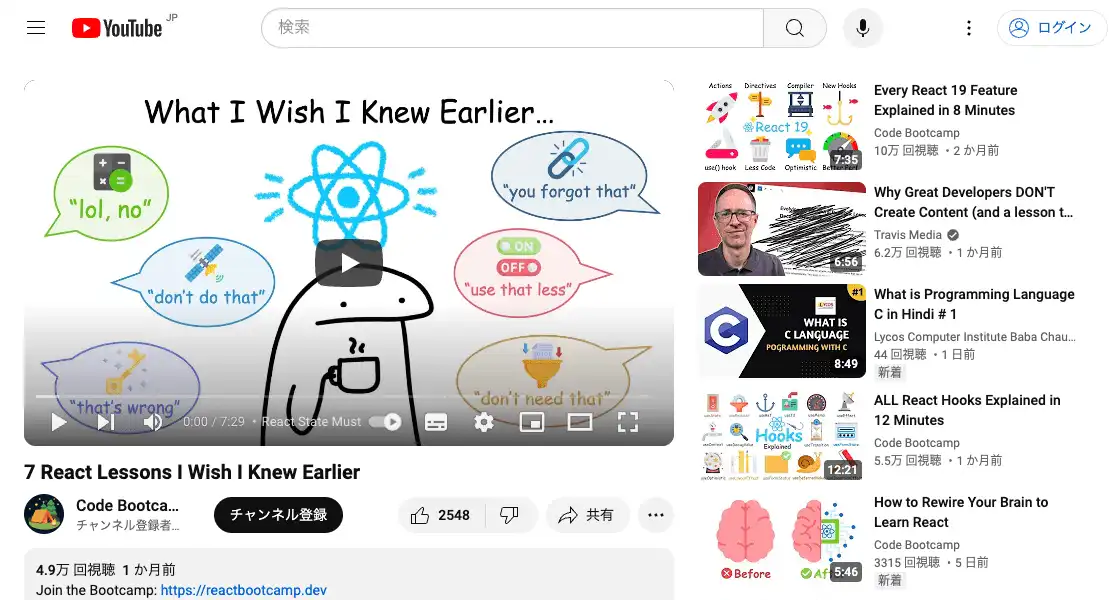 YouTube JP
検索
ログイン
What I Wish I Knew Earlier...
"lol, no"
"you forgot that"
"don't do that"
ON
OFF
"use that less"
"that's wrong"
"don't need that"
0:00 / 7:29 • React State Must
7 React Lessons I Wish I Knew Earlier
Code Bootca...
チャンネル登録者...
チャンネル登録
2548
共有
4.9万 回視聴 1 か月前
Join the Bootcamp: https://reactbootcamp.dev
Actions Directives Compiler New Hooks
React 19
use() hook Less Code Optimistic
7:35
Every React 19 Feature
Explained in 8 Minutes
Code Bootcamp
10万 回視聴 • 2 か月前
6:56
Why Great Developers DON'T
Create Content (and a lesson t...
Travis Media
6.2万 回視聴 • 1 か月前
#1
LYCOS
C
WHAT IS
C LANGUAGE
POGRAMMING WITH C
8:49
What is Programming Language
C in Hindi # 1
Lycos Computer Institute Baba Chau...
44 回視聴 • 1 日前
新着
Hooks
Explained
12:21
ALL React Hooks Explained in
12 Minutes
Code Bootcamp
5.5万 回視聴 • 1 か月前
Before
5:46
How to Rewire Your Brain to
Learn React
Code Bootcamp
3315 回視聴 • 5 日前
新着